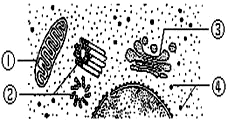 ① ③
② ④